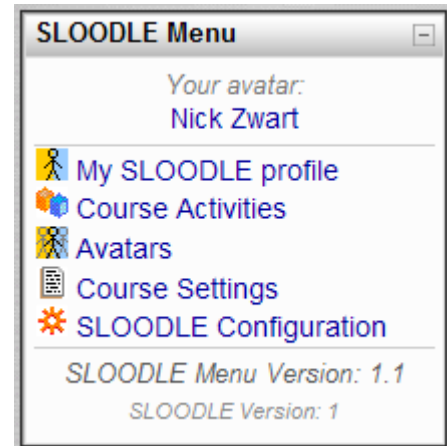 SLOODLE Menu
Your avatar:
Nick Zwart
My SLOODLE profile
Course Activities
Avatars
Course Settings
SLOODLE Configuration
SLOODLE Menu Version: 1.1
SLOODLE Version: 1